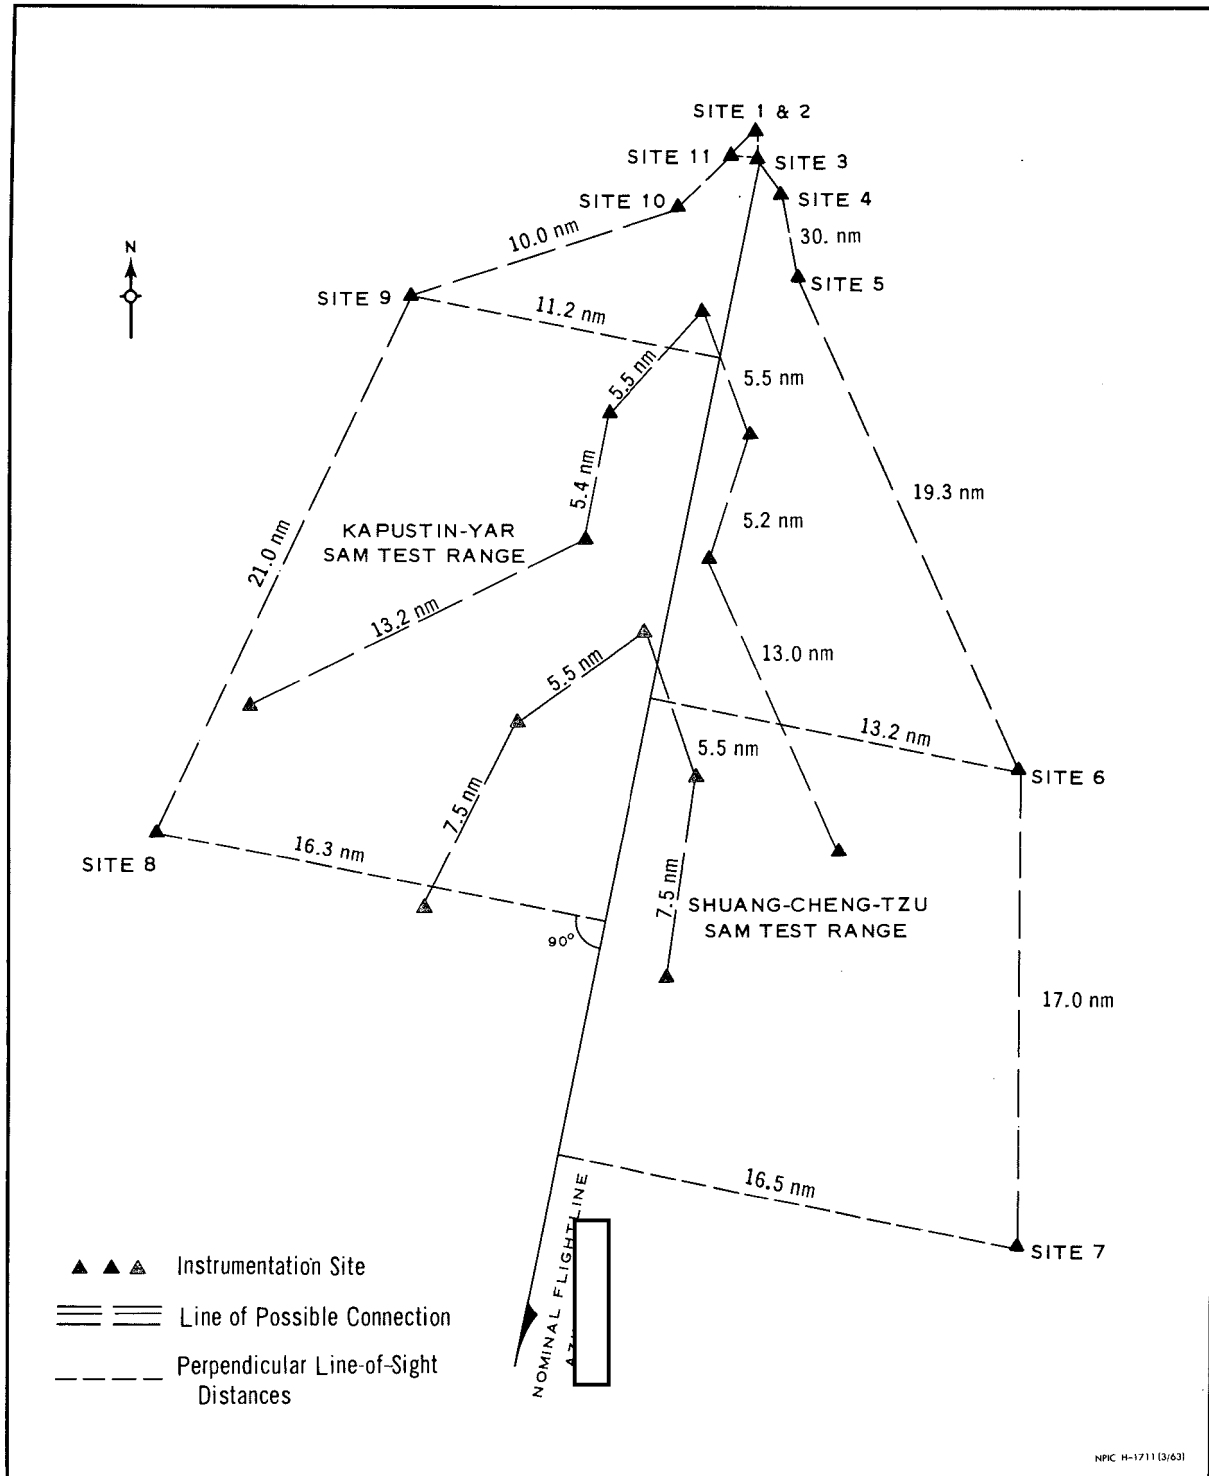 SITE 1 & 2
SITE 11
SITE 3
SITE 10
SITE 4
30. nm
10.0 nm
N
SITE 9
SITE 5
11.2 nm
5.5 nm
5.5 nm
5.4 nm
19.3 nm
5.2 nm
KAPUSTIN-YAR
SAM TEST RANGE
21.0 nm
13.2 nm
13.0 nm
5.5 nm
13.2 nm
5.5 nm
SITE 6
7.5 nm
16.3 nm
SITE 8
7.5 nm
SHUANG-CHENG-TZU
SAM TEST RANGE
90°
17.0 nm
16.5 nm
SITE 7
NOMINAL FLIGHTLINE
Instrumentation Site
Line of Possible Connection
Perpendicular Line-of-Sight
Distances
NPIC H-1711 (3/63)